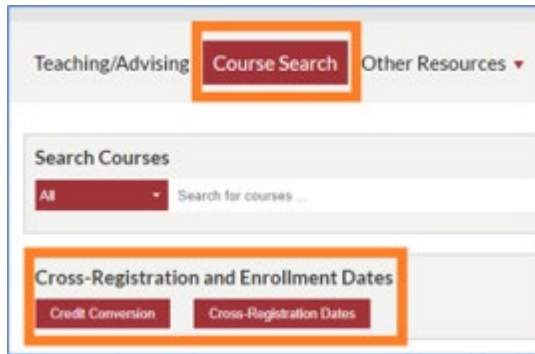 Teaching/Advising Course Search Other Resources ▾
Search Courses
All Search for courses ...
Cross-Registration and Enrollment Dates
Credit Conversion Cross-Registration Dates